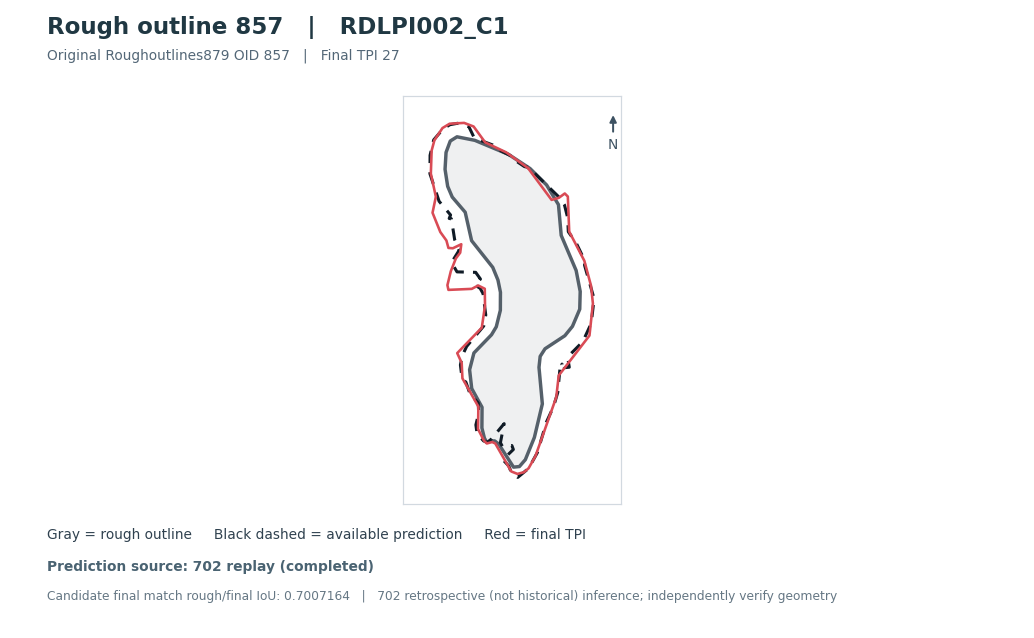 Rough outline 857   |   RDLPI002_C1
Original Roughoutlines879 OID 857   |   Final TPI 27
N
Gray = rough outline     Black dashed = available prediction     Red = final TPI
Prediction source: 702 replay (completed)
Candidate final match rough/final IoU: 0.7007164   |   702 retrospective (not historical) inference; independently verify geometry